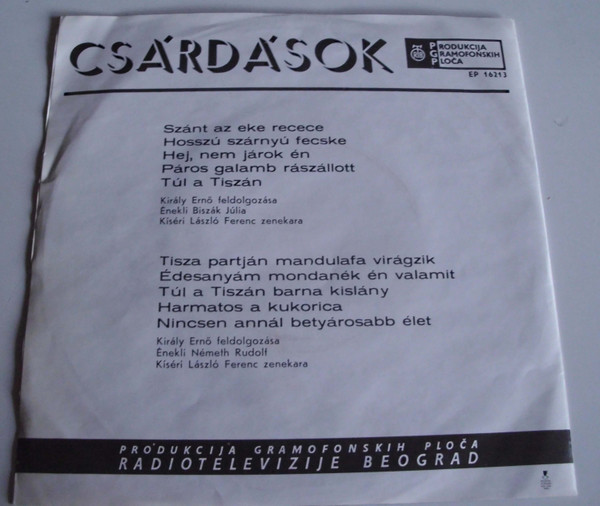 CSÁRDÁSOK
PGP
PRODUKCIJA
GRAMOFONSKIH
PLOČA
EP 16213
Szánt az eke recece
Hosszú szárnyú fecske
Hej, nem járok én
Páros galamb rászállott
Túl a Tiszán
Király Ernő feldolgozása
Énekli Biszák Júlia
Kíséri László Ferenc zenekara
Tisza partján mandulafa virágzik
Édesanyám mondanék én valamit
Túl a Tiszán barna kislány
Harmatos a kukorica
Nincsen annál betyárosabb élet
Király Ernő feldolgozása
Énekli Németh Rudolf
Kíséri László Ferenc zenekara
PRODUKCIJA GRAMOFONSKIH PLOČA
RADIOTELEVIZIJE BEOGRAD